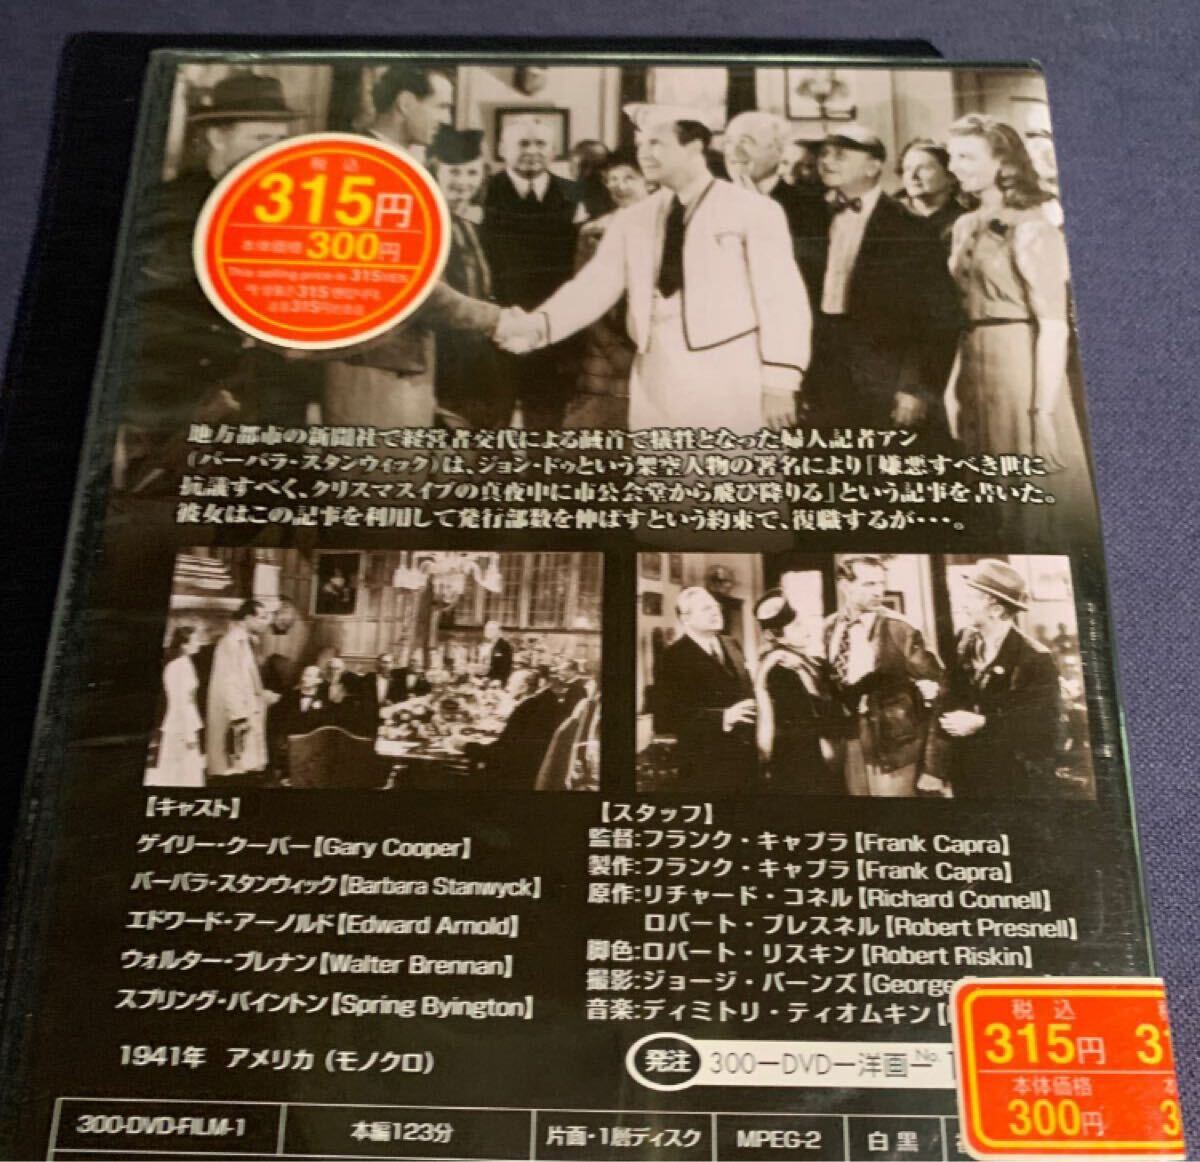 税込
315円
本体価格 300円
This selling price is 315YEN.
地方都市の新聞社で経営者交代による馘首で犠牲となった婦人記者アン
(バーバラ・スタンウィック)は、ジョン・ドゥという架空人物の署名により「嫌悪すべき世に
抗議すべく、クリスマスイブの真夜中に市公会堂から飛び降りる」という記事を書いた。
彼女はこの記事を利用して発行部数を伸ばすという約束で、復職するが・・・。
【キャスト】
ゲイリー・クーパー【Gary Cooper】
バーバラ・スタンウィック【Barbara Stanwyck】
エドワード・アーノルド【Edward Arnold】
ウォルター・ブレナン【Walter Brennan】
スプリング・バイントン【Spring Byington】
1941年 アメリカ (モノクロ)
【スタッフ】
監督:フランク・キャプラ【Frank Capra】
製作:フランク・キャプラ【Frank Capra】
原作:リチャード・コネル【Richard Connell】
ロバート・プレスネル【Robert Presnell】
脚色:ロバート・リスキン【Robert Riskin】
撮影:ジョージ・バーンズ【George
音楽:ディミトリ・ティオムキン【
発注 300-DVD-洋画-No.1
税込
315円
本体価格
300円
300-DVD-FILM-1 本編123分 片面・1層ディスク MPEG-2 白黒